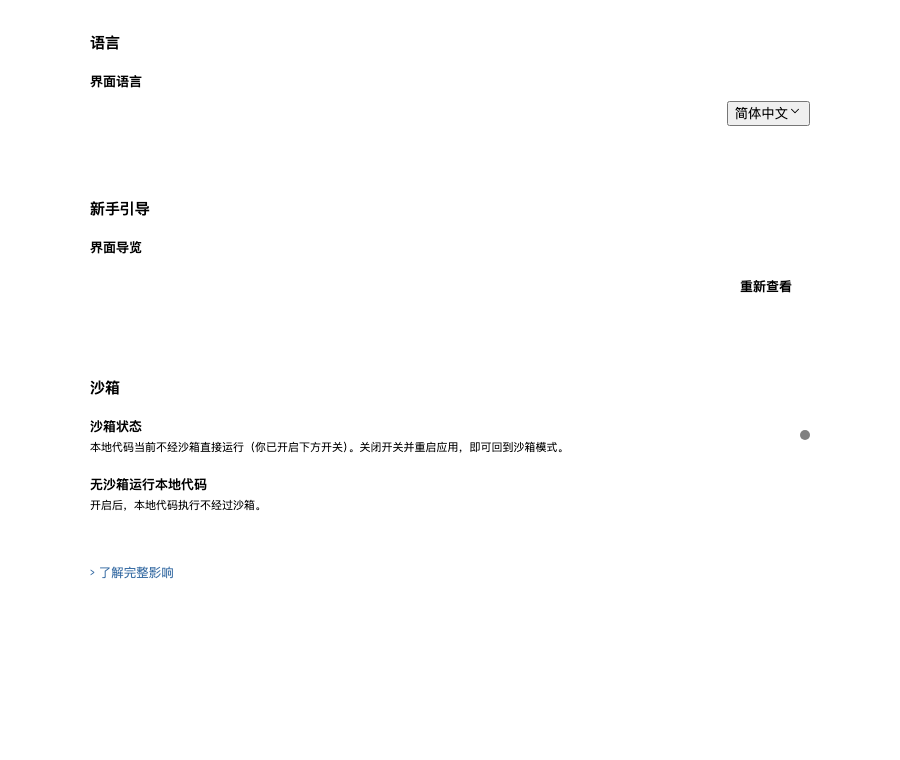 语言
界面语言
简体中文
新手引导
界面导览
重新查看
沙箱
沙箱状态
本地代码当前不经沙箱直接运行（你已开启下方开关）。关闭开关并重启应用，即可回到沙箱模式。
无沙箱运行本地代码
开启后，本地代码执行不经过沙箱。
> 了解完整影响